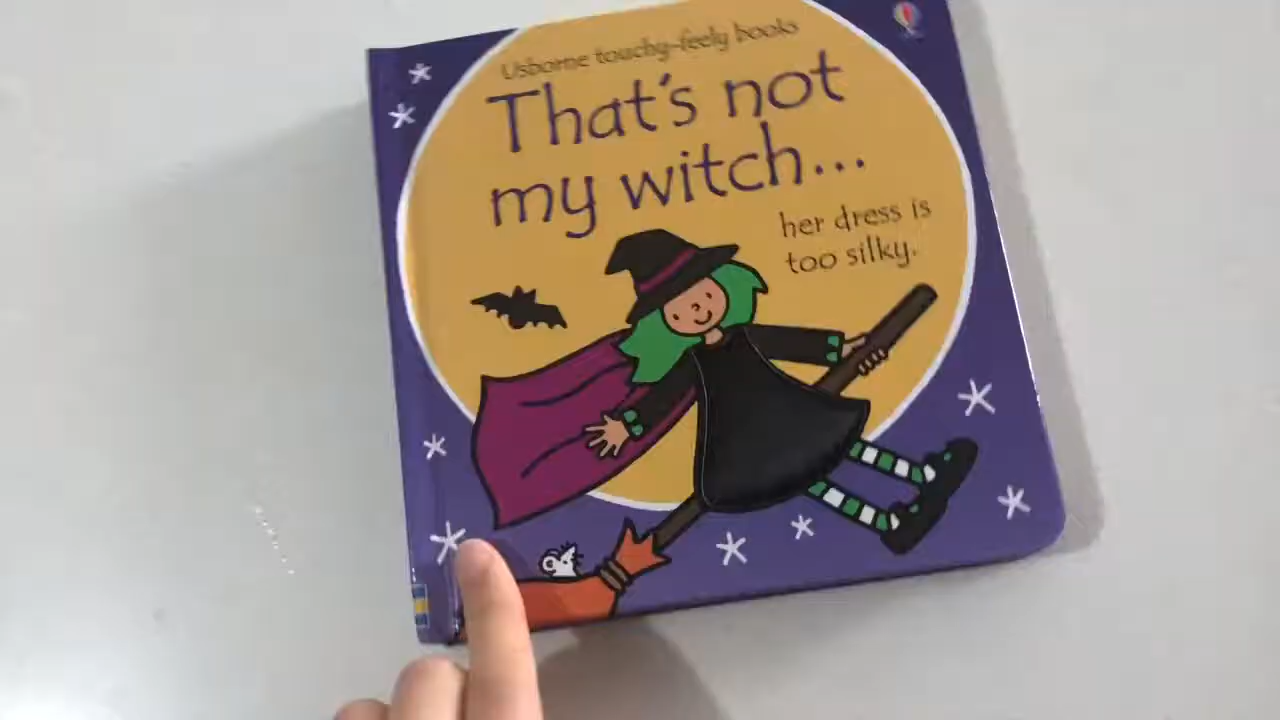 Usborne touchy-feely books
That's not
my witch...
her dress is
too silky.